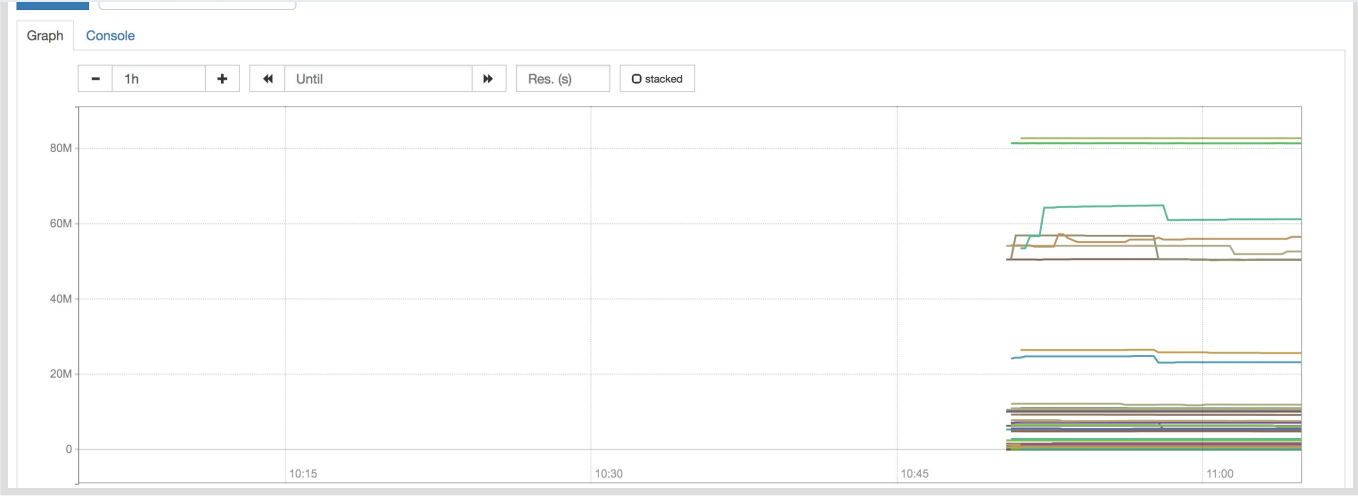 Graph Console
1h Until Res. (s) stacked
80M
60M
40M
20M
0
10:15 10:30 10:45 11:00